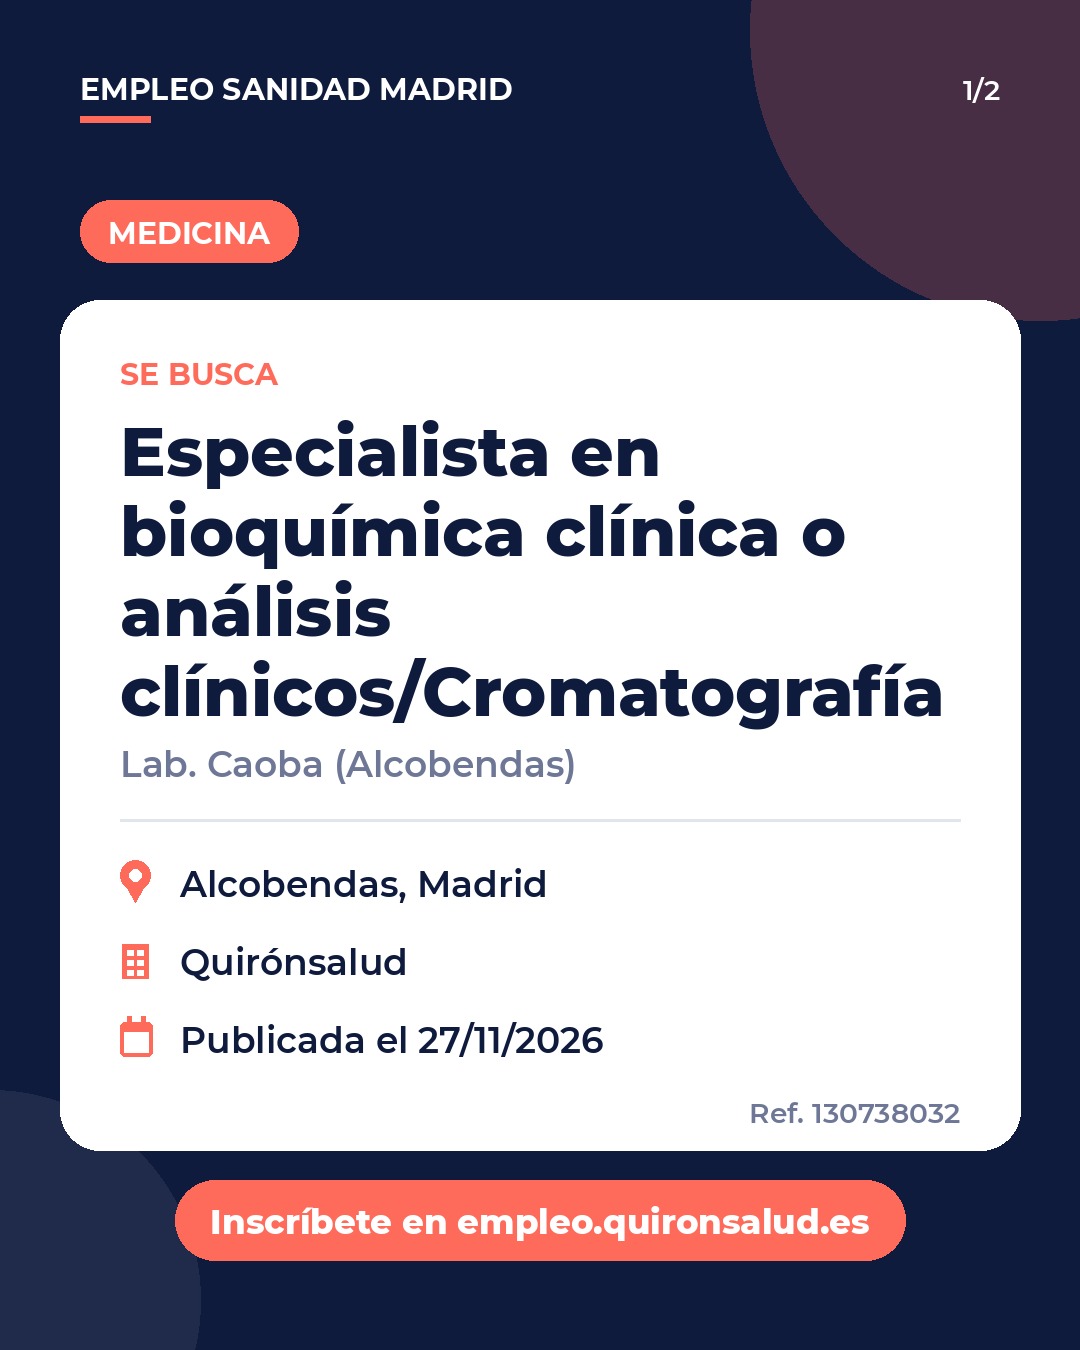 EMPLEO SANIDAD MADRID
1/2
MEDICINA
SE BUSCA
Especialista en
bioquímica clínica o
análisis
clínicos/Cromatografía
Lab. Caoba (Alcobendas)
Alcobendas, Madrid
Quirónsalud
Publicada el 27/11/2026
Ref. 130738032
Inscríbete en empleo.quironsalud.es